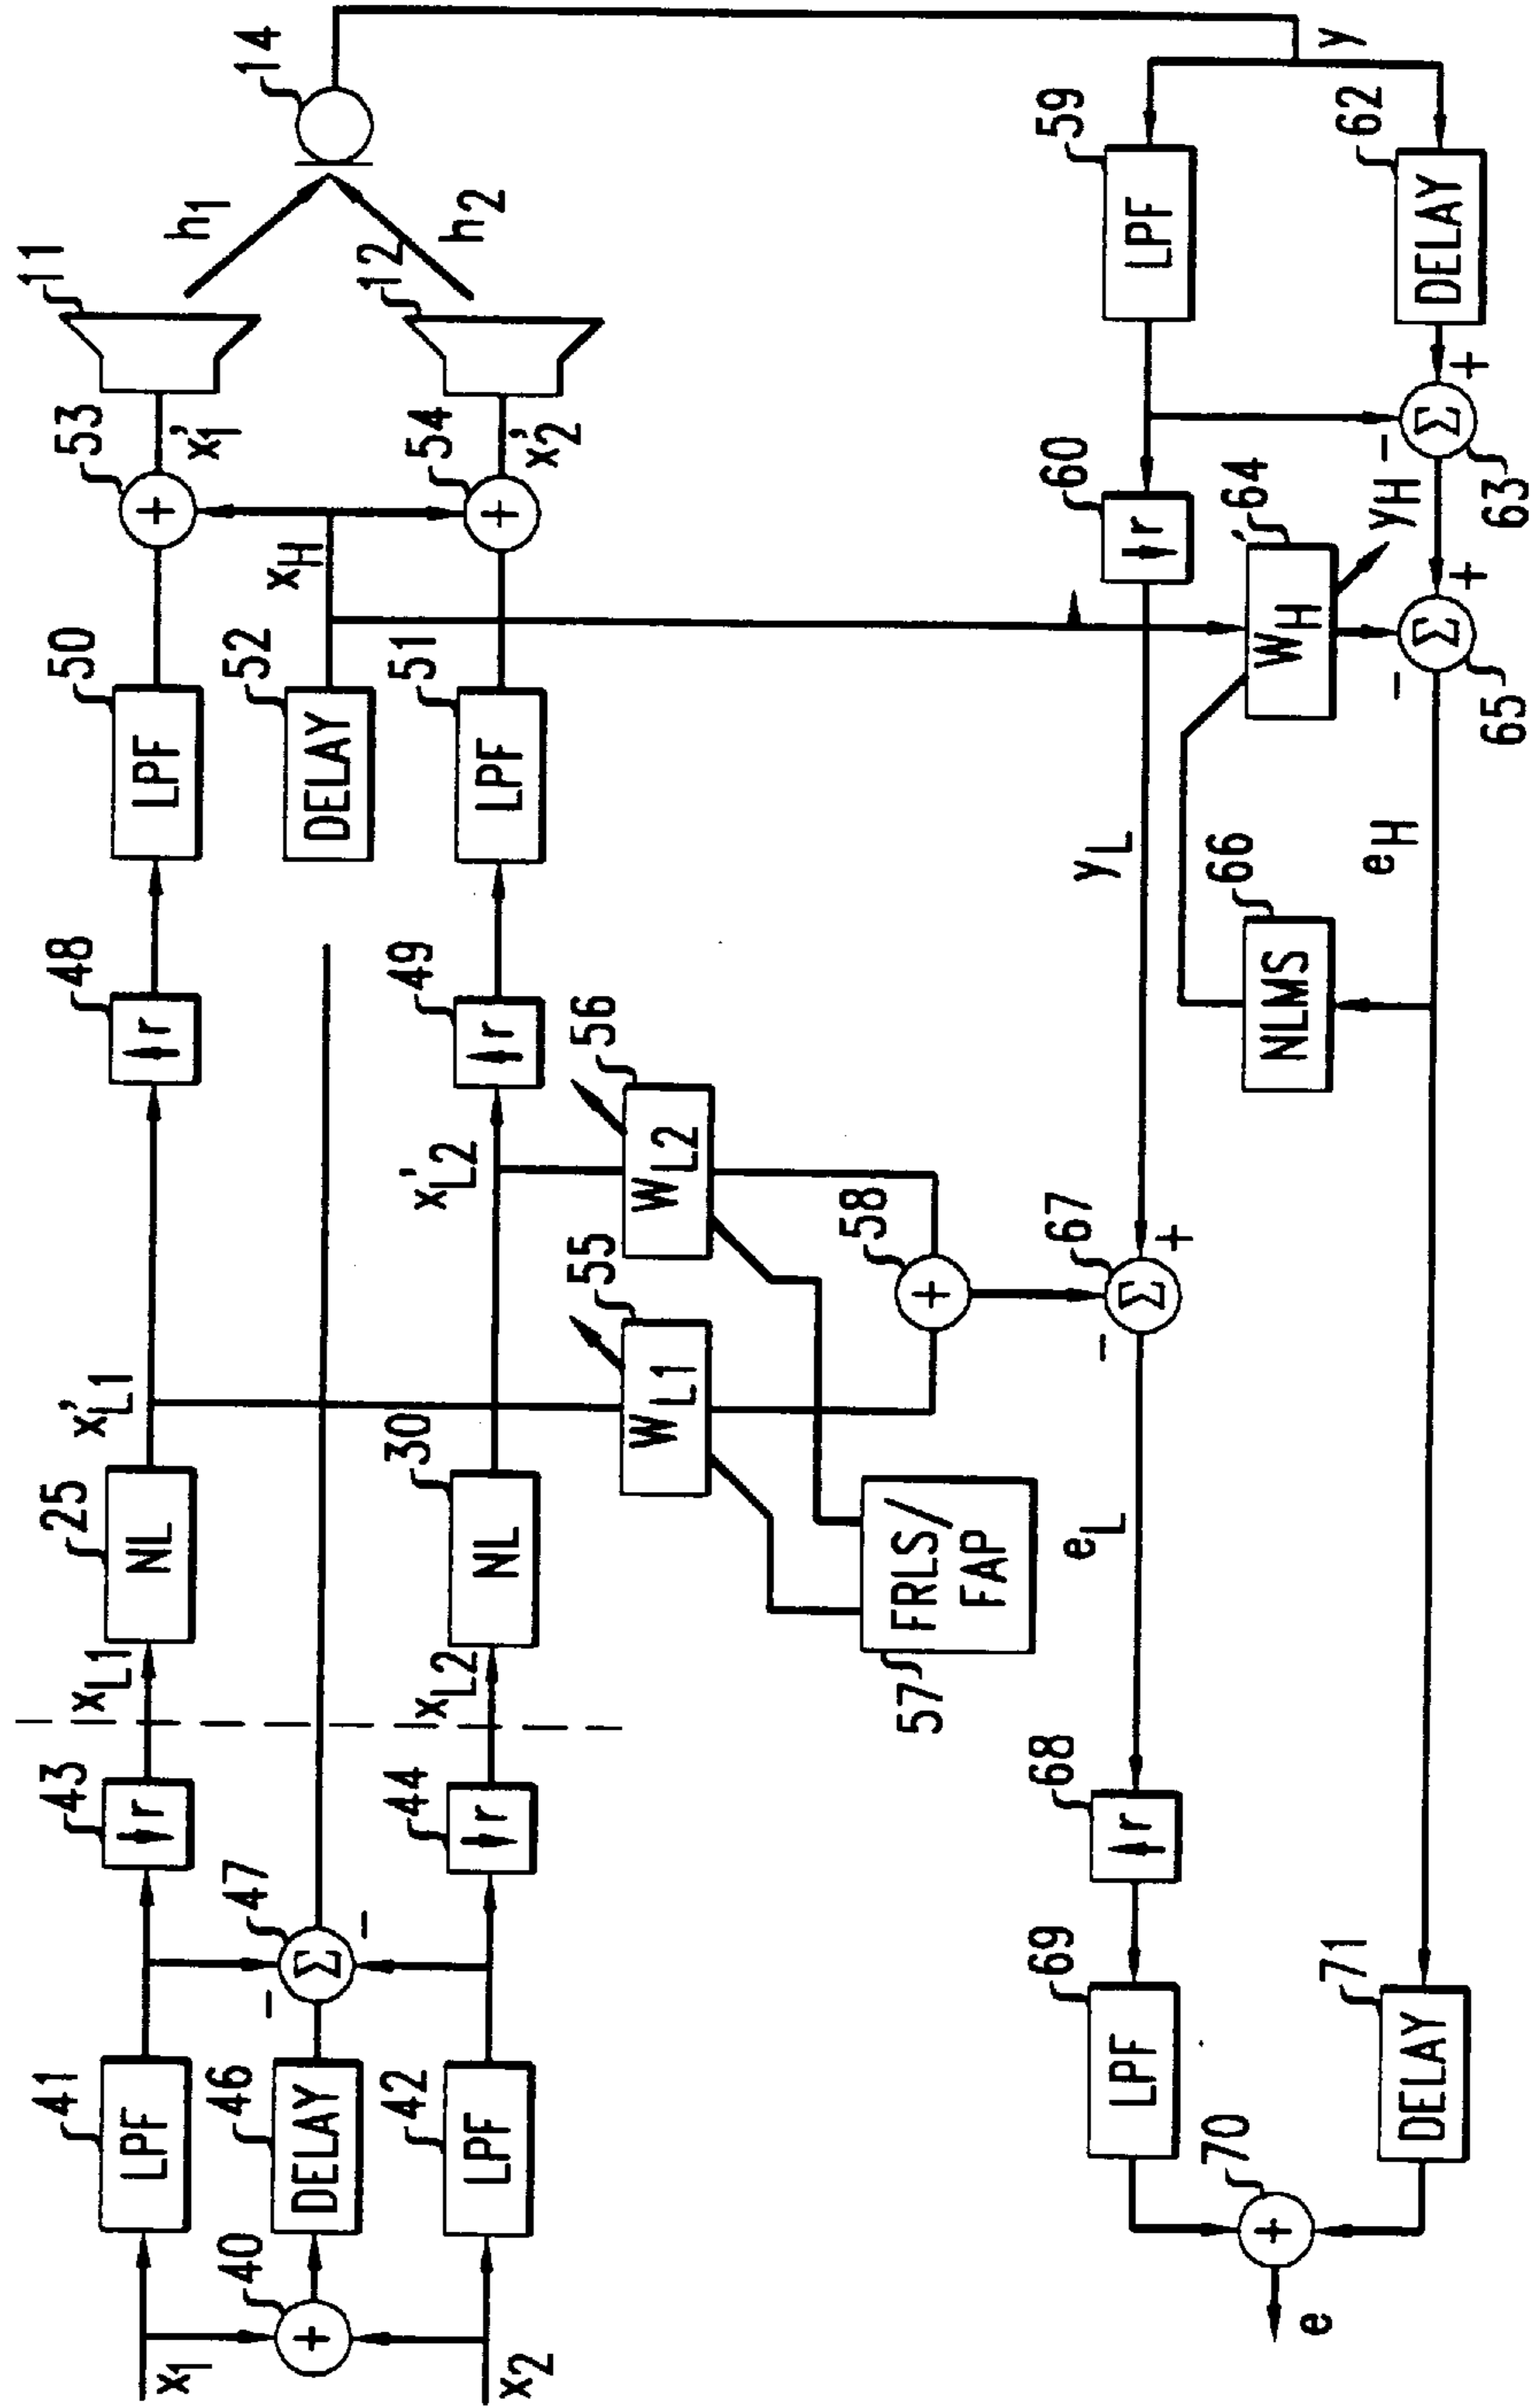 x1
x2
40
41
LPF
46
DELAY
42
LPF
47
Σ
−
−
+
43
↓r
44
↓r
xL1
xL2
25
NL
30
NL
x'L1
x'L2
48
↑r
49
↑r
50
LPF
52
DELAY
51
LPF
xH
53
+
54
+
x'1
x'2
11
12
h1
h2
14
55
WL1
56
WL2
57
FRLS/
FAP
58
+
y
59
LPF
62
DELAY
60
↓r
63
Σ
+
−
yH
64
WH
65
Σ
+
−
66
NLMS
eH
yL
67
Σ
+
−
eL
68
↑r
69
LPF
71
DELAY
70
+
e